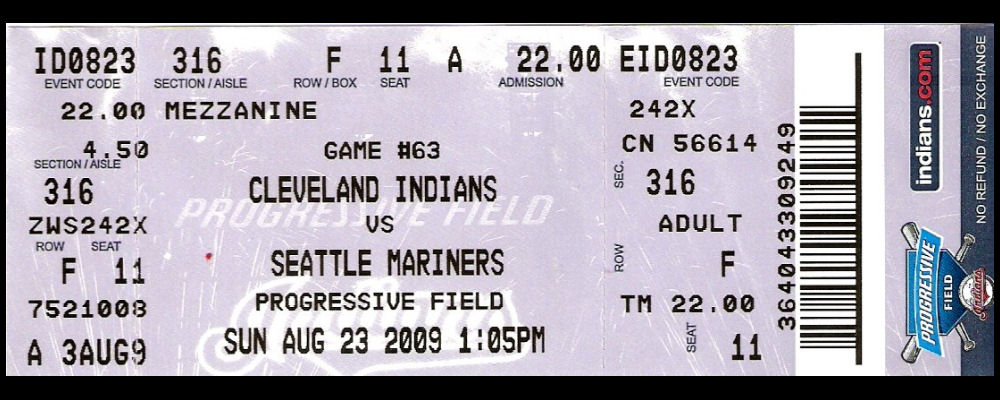 ID0823 316 F 11 A 22.00 EID0823
EVENT CODE SECTION / AISLE ROW / BOX SEAT ADMISSION EVENT CODE
22.00 MEZZANINE
4.50
SECTION / AISLE
316
ZWS242X
ROW SEAT
F 11
7521008
A 3AUG9
GAME #63
CLEVELAND INDIANS
VS
SEATTLE MARINERS
PROGRESSIVE FIELD
SUN AUG 23 2009 1:05PM
PROGRESSIVE FIELD
Indians
242X
CN 56614
SEC. 316
ADULT
ROW F
TM 22.00
SEAT 11
364043309249
indians.com
NO REFUND / NO EXCHANGE
PROGRESSIVE
FIELD
Indians